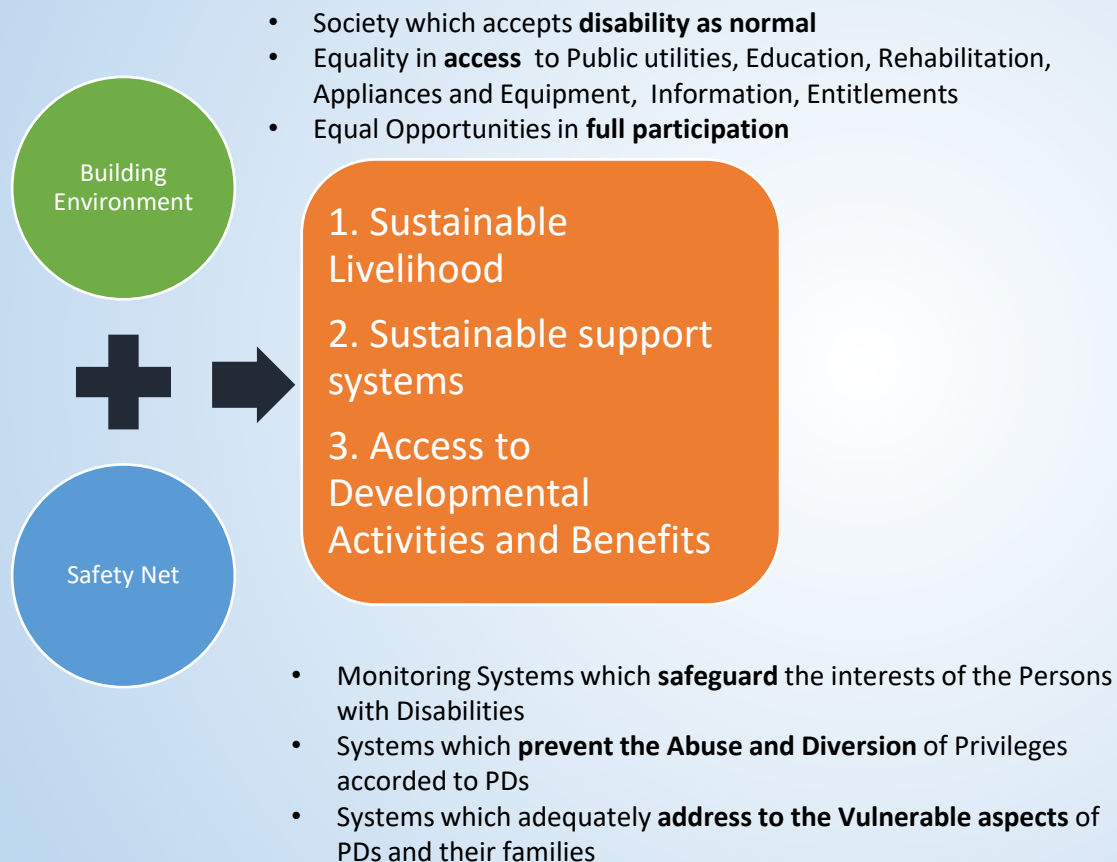 • Society which accepts disability as normal
• Equality in access to Public utilities, Education, Rehabilitation,
Appliances and Equipment, Information, Entitlements
• Equal Opportunities in full participation
Building
Environment
1. Sustainable
Livelihood
2. Sustainable support
systems
3. Access to
Developmental
Activities and Benefits
Safety Net
• Monitoring Systems which safeguard the interests of the Persons
with Disabilities
• Systems which prevent the Abuse and Diversion of Privileges
accorded to PDs
• Systems which adequately address to the Vulnerable aspects of
PDs and their families